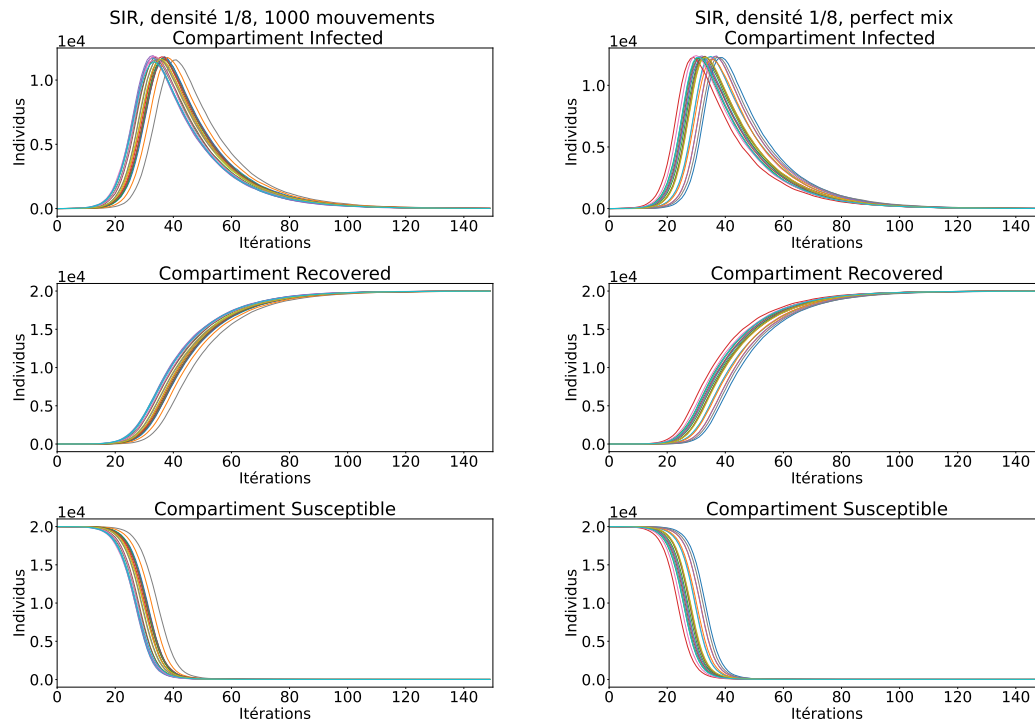 SIR, densité 1/8, 1000 mouvements
Compartiment Infected
1e4
1.0
0.5
0.0
Individus
0 20 40 60 80 100 120 140
Itérations
Compartiment Recovered
1e4
2.0
1.5
1.0
0.5
0.0
Individus
0 20 40 60 80 100 120 140
Itérations
Compartiment Susceptible
1e4
2.0
1.5
1.0
0.5
0.0
Individus
0 20 40 60 80 100 120 140
Itérations
SIR, densité 1/8, perfect mix
Compartiment Infected
1e4
1.0
0.5
0.0
Individus
0 20 40 60 80 100 120 140
Itérations
Compartiment Recovered
1e4
2.0
1.5
1.0
0.5
0.0
Individus
0 20 40 60 80 100 120 140
Itérations
Compartiment Susceptible
1e4
2.0
1.5
1.0
0.5
0.0
Individus
0 20 40 60 80 100 120 140
Itérations